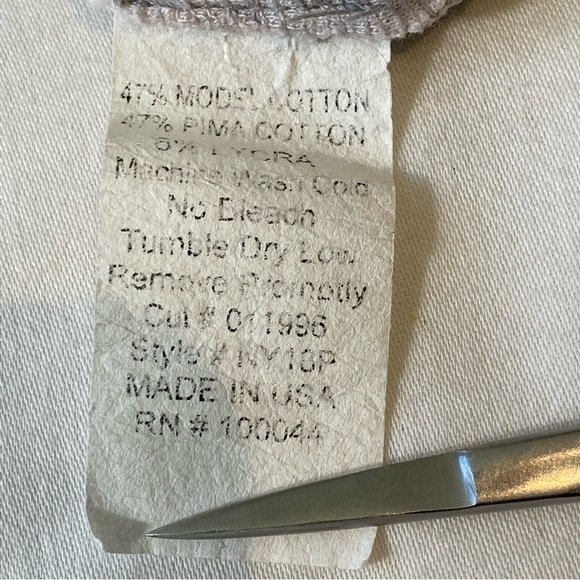 47% MODEL COTTON
47% PIMA COTTON
6% LYCRA
Machine Wash Cold
No Bleach
Tumble Dry Low
Remove Promptly
Cut # 011996
Style # NY18P
MADE IN USA
RN # 100044